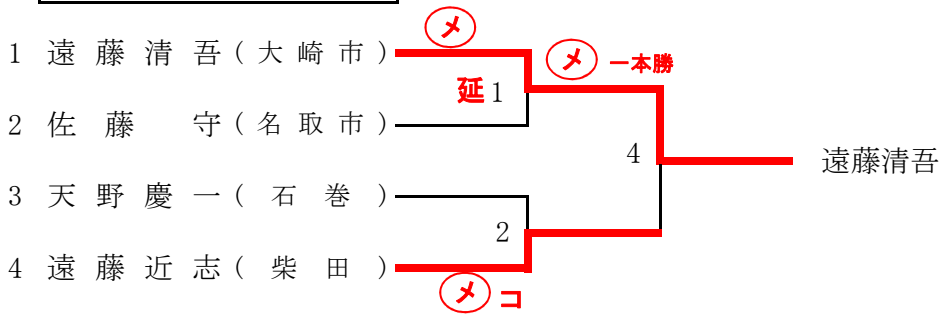 メ
1 遠藤清吾(大崎市)
メ 一本勝
延 1
2 佐藤 守(名取市)
4 遠藤清吾
3 天野慶一(石巻)
2
4 遠藤近志(柴田)
メ コ